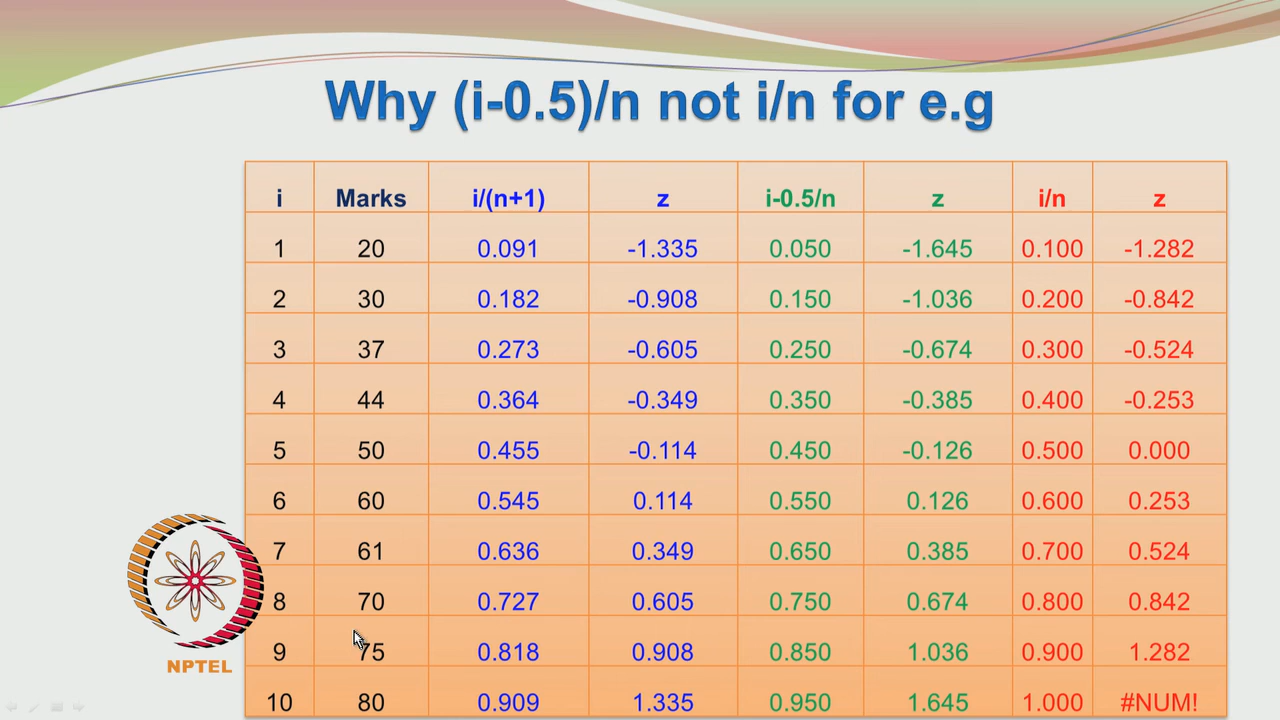 Why (i-0.5)/n not i/n for e.g
i Marks i/(n+1) z i-0.5/n z i/n z
1 20 0.091 -1.335 0.050 -1.645 0.100 -1.282
2 30 0.182 -0.908 0.150 -1.036 0.200 -0.842
3 37 0.273 -0.605 0.250 -0.674 0.300 -0.524
4 44 0.364 -0.349 0.350 -0.385 0.400 -0.253
5 50 0.455 -0.114 0.450 -0.126 0.500 0.000
6 60 0.545 0.114 0.550 0.126 0.600 0.253
7 61 0.636 0.349 0.650 0.385 0.700 0.524
8 70 0.727 0.605 0.750 0.674 0.800 0.842
9 75 0.818 0.908 0.850 1.036 0.900 1.282
10 80 0.909 1.335 0.950 1.645 1.000 #NUM!
NPTEL